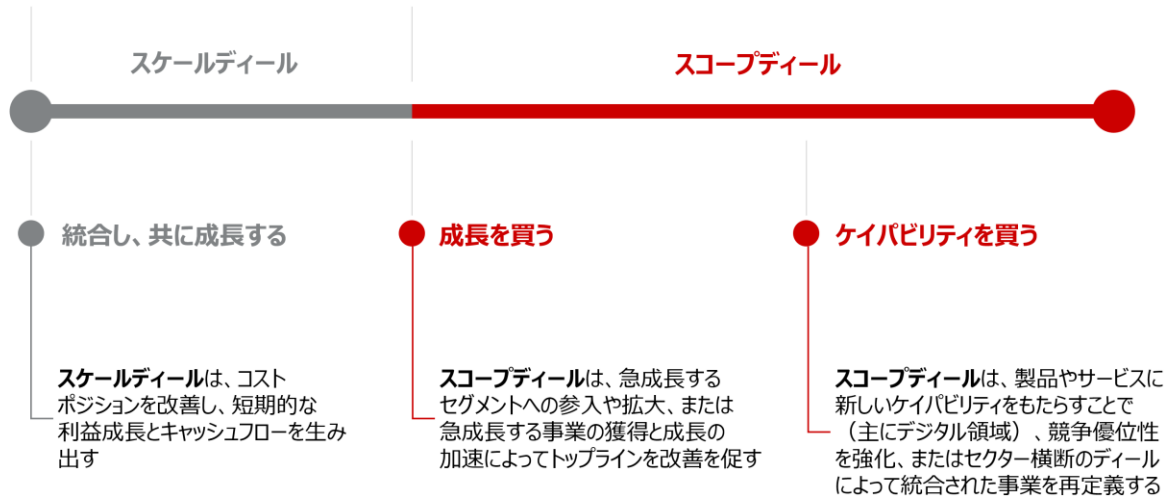 スケールディール
スコープディール
統合し、共に成長する
成長を買う
ケイパビリティを買う
スケールディールは、コスト
ポジションを改善し、短期的な
利益成長とキャッシュフローを生み
出す
スコープディールは、急成長する
セグメントへの参入や拡大、または
急成長する事業の獲得と成長の
加速によってトップラインを改善を促す
スコープディールは、製品やサービスに
新しいケイパビリティをもたらすことで
（主にデジタル領域）、競争優位性
を強化、またはセクター横断のディール
によって統合された事業を再定義する